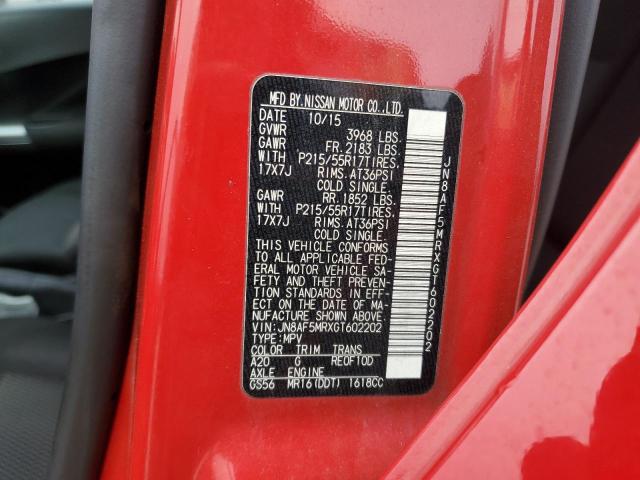 MFD BY.NISSAN MOTOR CO.,LTD.
DATE 10/15
GVWR 3968 LBS.
GAWR FR. 2183 LBS.
WITH P215/55R17TIRES,
17X7J RIMS.AT36PSI
COLD SINGLE.
GAWR RR. 1852 LBS.
WITH P215/55R17TIRES,
17X7J RIMS.AT36PSI
COLD SINGLE.
THIS VEHICLE CONFORMS
TO ALL APPLICABLE FED-
ERAL MOTOR VEHICLE SA-
FETY AND THEFT PREVEN-
TION STANDARDS IN EFF-
ECT ON THE DATE OF MA-
NUFACTURE SHOWN ABOVE.
VIN:JN8AF5MRXGT602202
TYPE:MPV
COLOR TRIM TRANS
A20 G RE0F10D
AXLE ENGINE
GS56 MR16(DDT) 1618CC
JN8AF5MRXGT602202